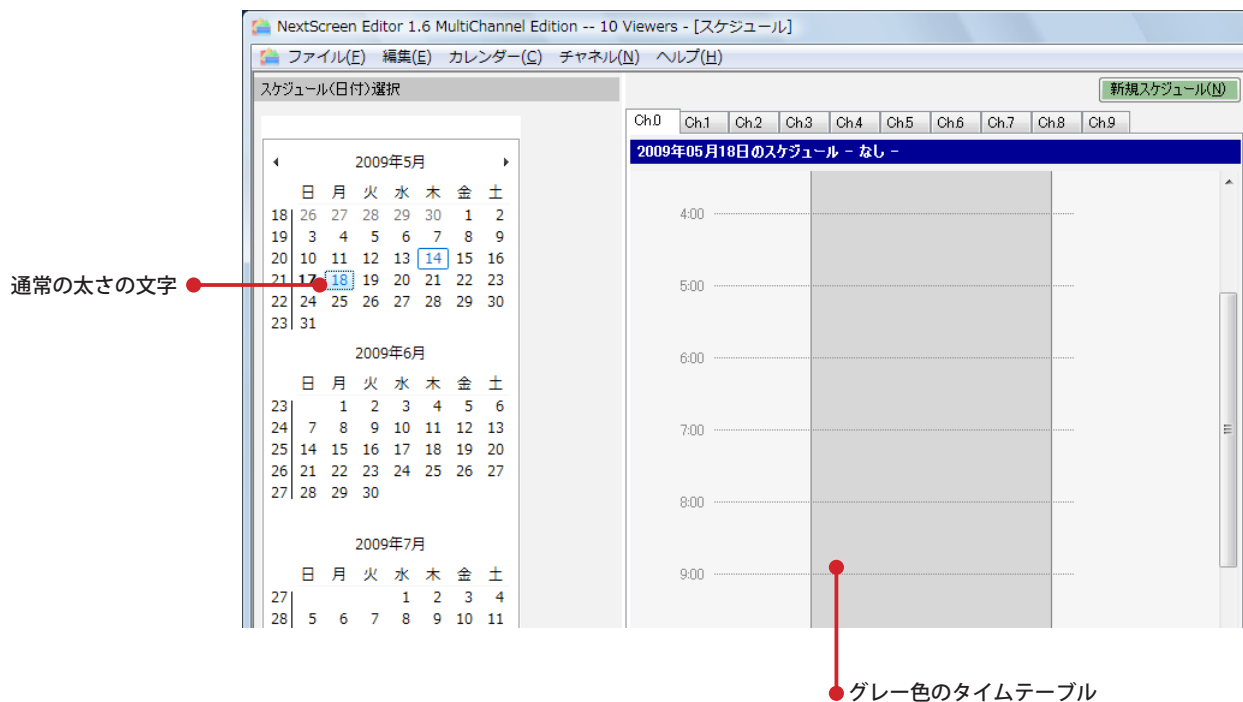 NextScreen Editor 1.6 MultiChannel Edition -- 10 Viewers - [スケジュール]
ファイル(F) 編集(E) カレンダー(C) チャネル(N) ヘルプ(H)
スケジュール(日付)選択
新規スケジュール(N)
Ch.0 Ch.1 Ch.2 Ch.3 Ch.4 Ch.5 Ch.6 Ch.7 Ch.8 Ch.9
2009年05月18日のスケジュール - なし -
2009年5月
日 月 火 水 木 金 土
18 26 27 28 29 30 1 2
19 3 4 5 6 7 8 9
20 10 11 12 13 14 15 16
21 17 18 19 20 21 22 23
22 24 25 26 27 28 29 30
23 31
2009年6月
日 月 火 水 木 金 土
23 1 2 3 4 5 6
24 7 8 9 10 11 12 13
25 14 15 16 17 18 19 20
26 21 22 23 24 25 26 27
27 28 29 30
2009年7月
日 月 火 水 木 金 土
27 1 2 3 4
28 5 6 7 8 9 10 11
4:00
5:00
6:00
7:00
8:00
9:00
通常の太さの文字
グレー色のタイムテーブル